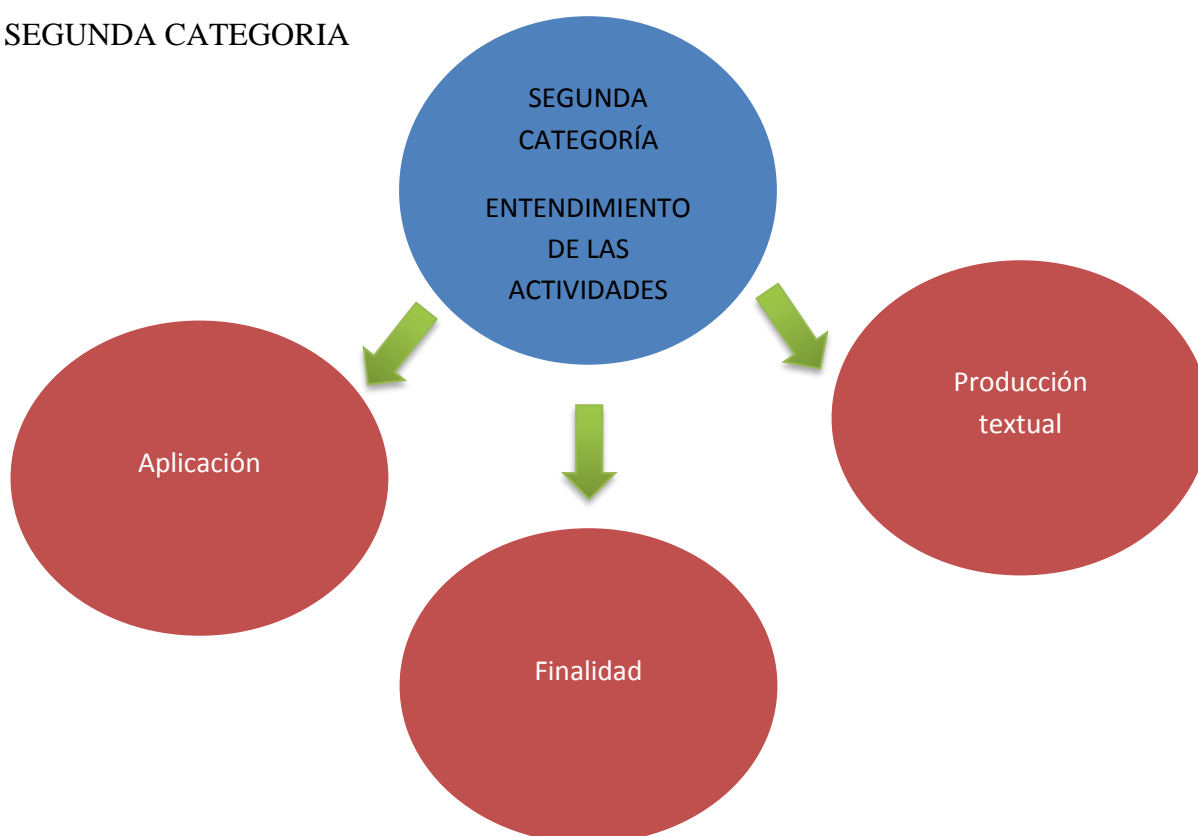 SEGUNDA CATEGORIA
SEGUNDA
CATEGORÍA
ENTENDIMIENTO
DE LAS
ACTIVIDADES
Aplicación
Finalidad
Producción
textual